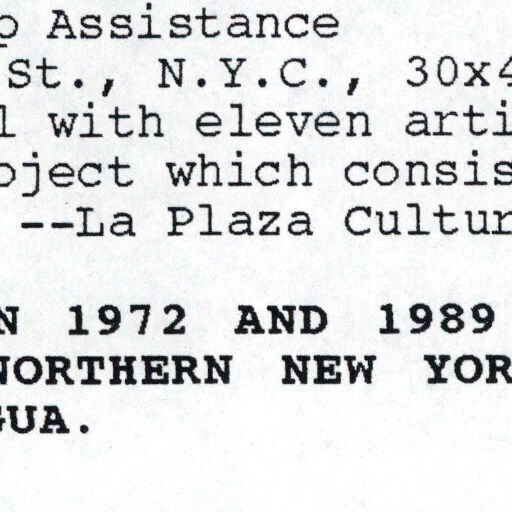 p Assistance
St., N.Y.C., 30x4
l with eleven arti
oject which consis
--La Plaza Cultur
N 1972 AND 1989
NORTHERN NEW YOR
GUA.